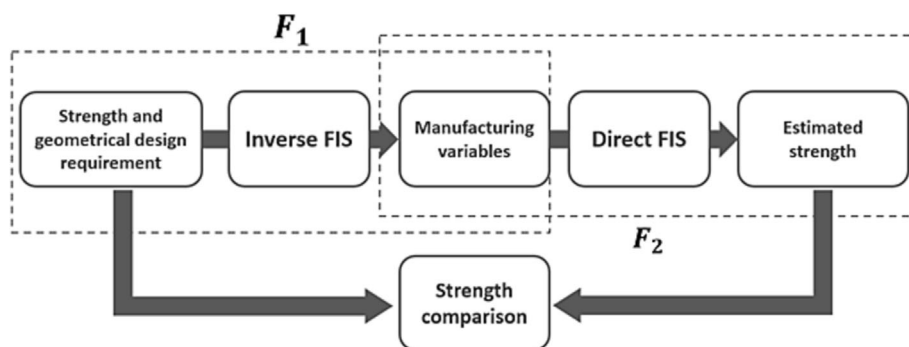 F1
Strength and
geometrical design
requirement
Inverse FIS
Manufacturing
variables
Direct FIS
Estimated
strength
F2
Strength
comparison